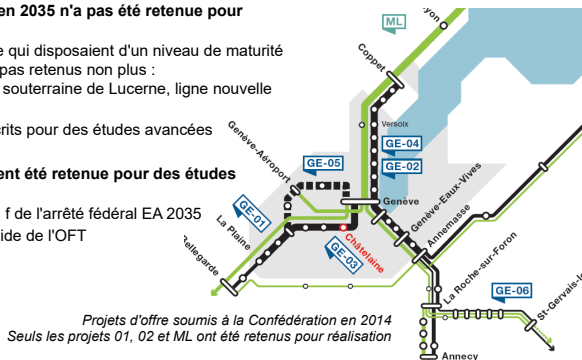 en 2035 n'a pas été retenue pour
e qui disposaient d'un niveau de maturité
pas retenus non plus :
souterraine de Lucerne, ligne nouvelle
crits pour des études avancées
ent été retenue pour des études
f de l'arrêté fédéral EA 2035
ide de l'OFT
ML
yon
Coppet
Versoix
GE-04
GE-02
Genève-Aéroport
GE-05
Genève
Genève-Eaux-Vives
Annemasse
GE-01
La Plaine
Châtelaine
GE-03
Bellegarde
La Roche-sur-Foron
GE-06
St-Gervais-le
Annecy
Projets d'offre soumis à la Confédération en 2014
Seuls les projets 01, 02 et ML ont été retenus pour réalisation